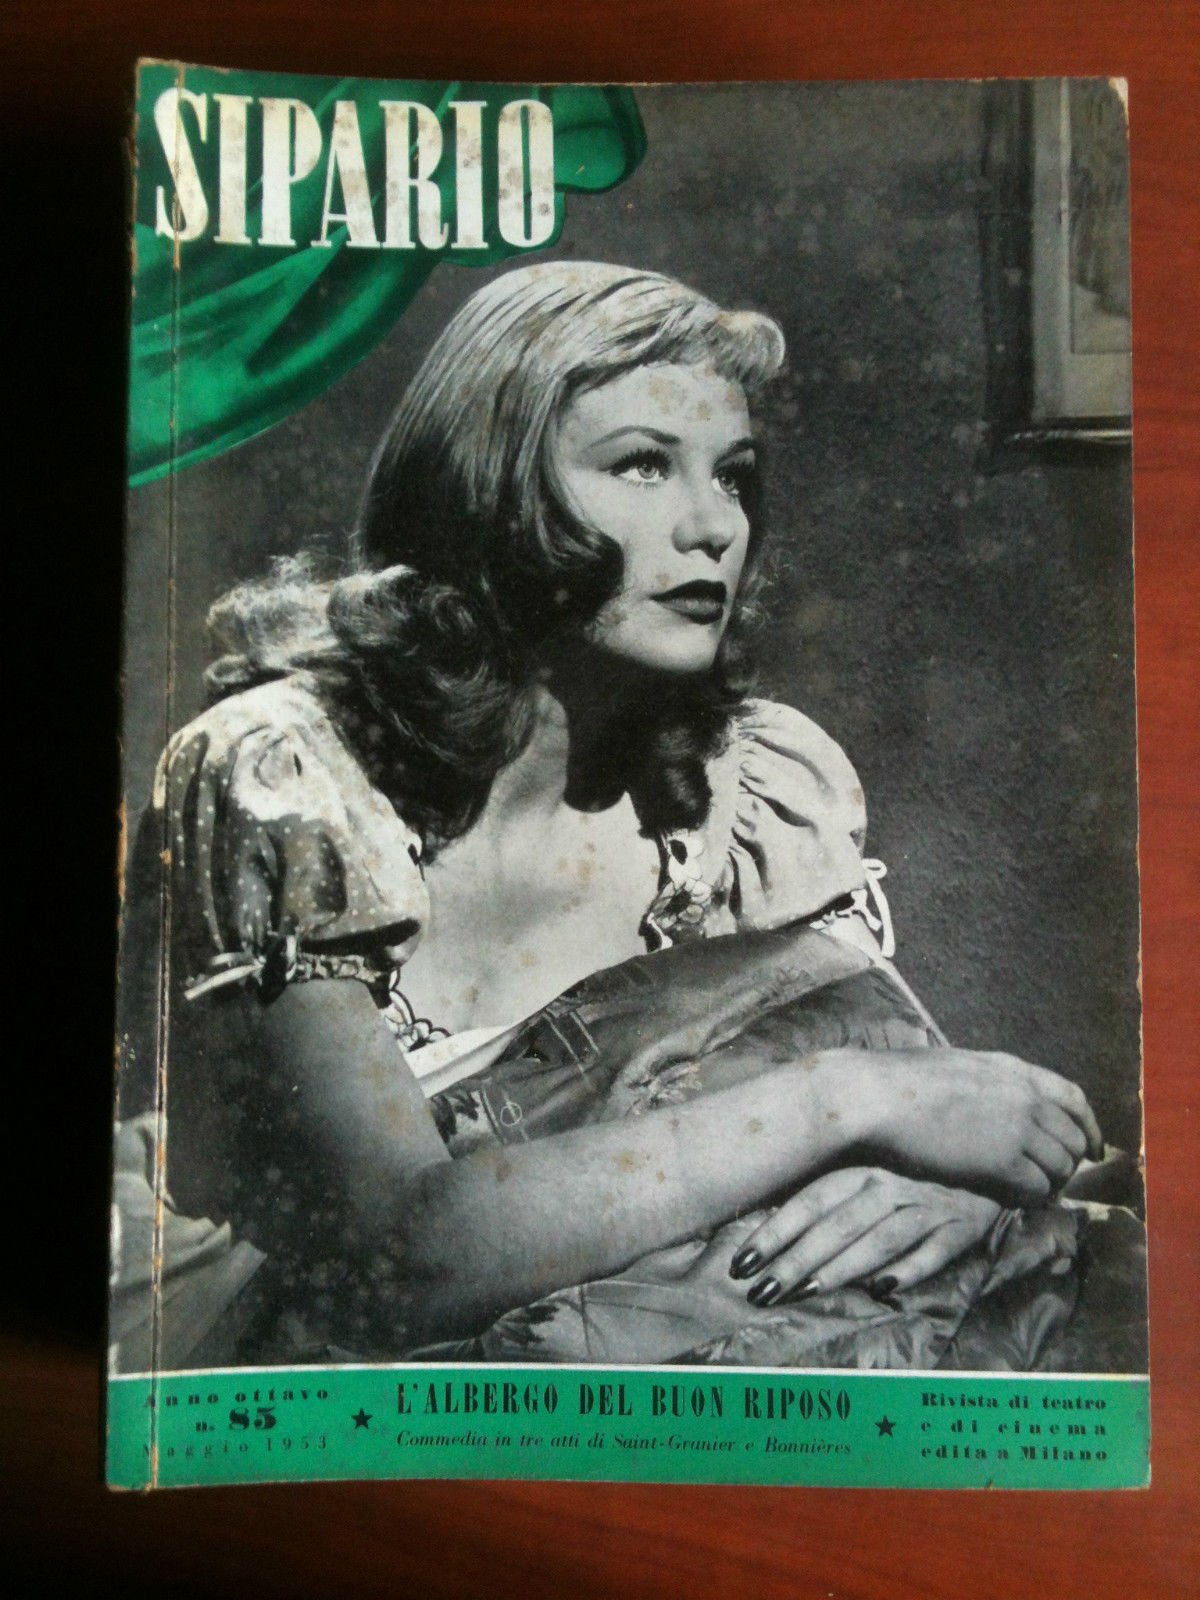 SIPARIO
Anno ottavo
n. 85
Maggio 1953
L'ALBERGO DEL BUON RIPOSO
Commedia in tre atti di Saint-Granier e Bonnières
Rivista di teatro
e di cinema
edita a Milano